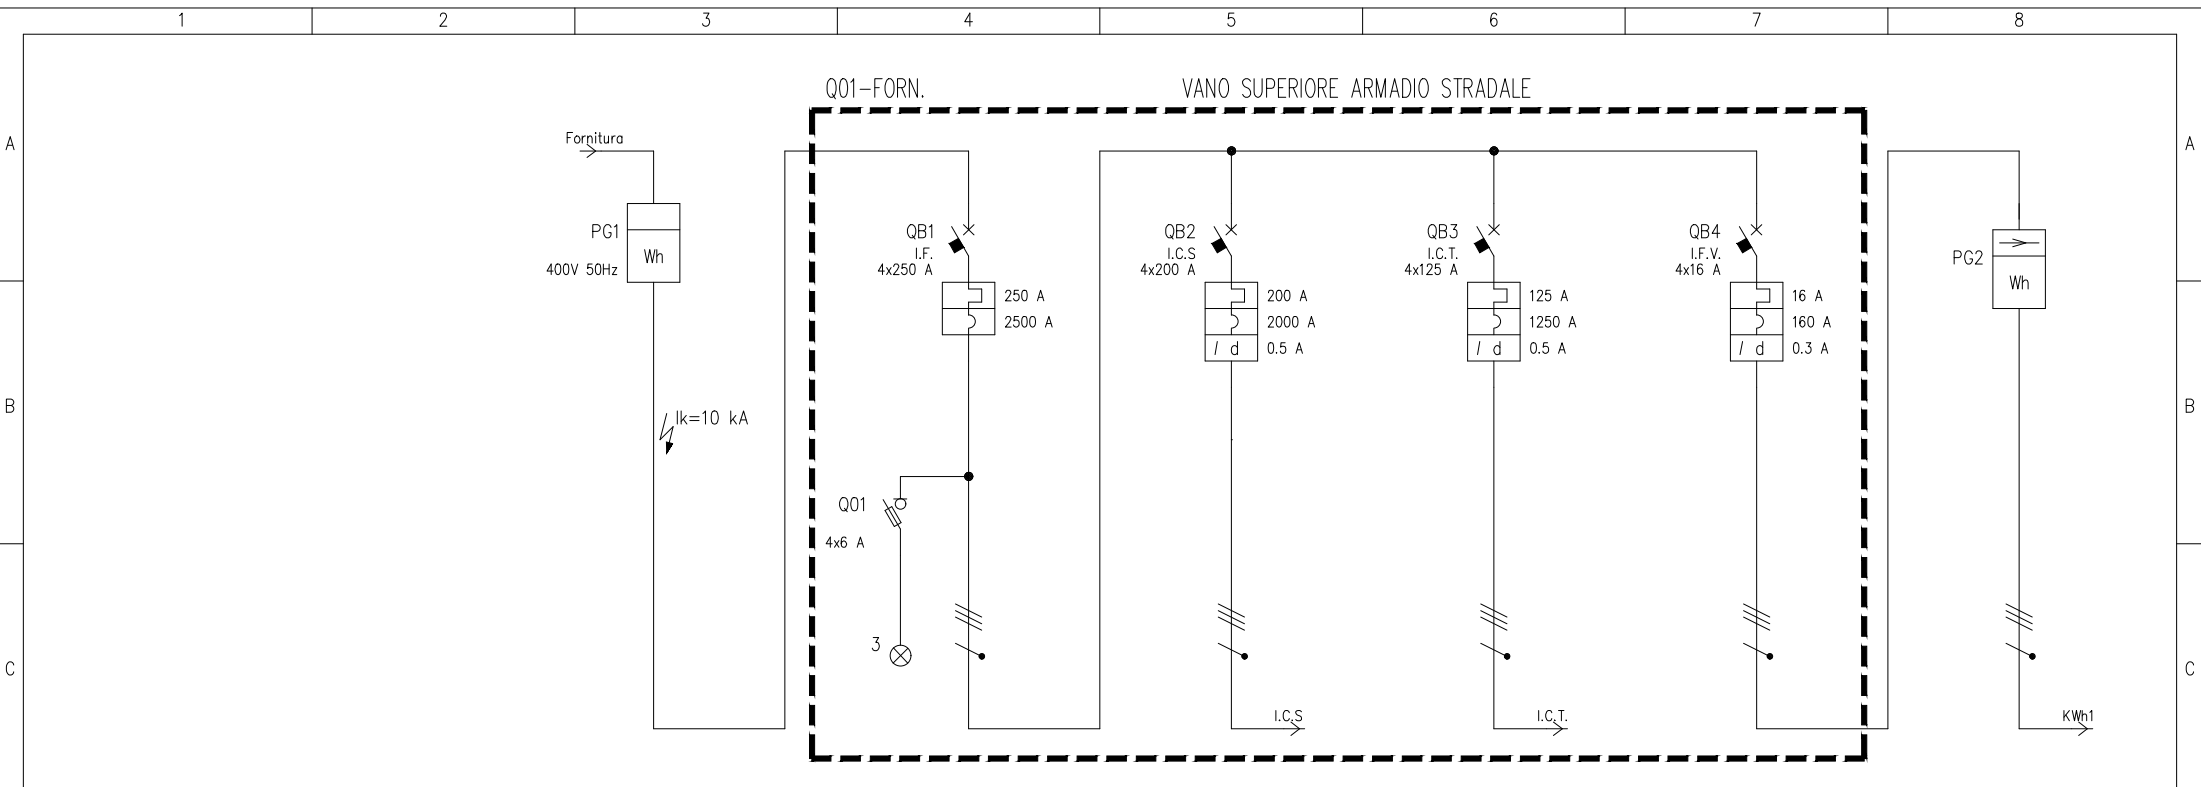 1 2 3 4 5 6 7 8
Q01-FORN.
VANO SUPERIORE ARMADIO STRADALE
A
A
Fornitura
PG1
Wh
400V 50Hz
QB1
I.F.
4x250 A
250 A
2500 A
QB2
I.C.S
4x200 A
200 A
2000 A
I d
0.5 A
QB3
I.C.T.
4x125 A
125 A
1250 A
I d
0.5 A
QB4
I.F.V.
4x16 A
16 A
160 A
I d
0.3 A
PG2
Wh
B
B
Ik=10 kA
Q01
4x6 A
3
C
C
I.C.S
I.C.T.
KWh1